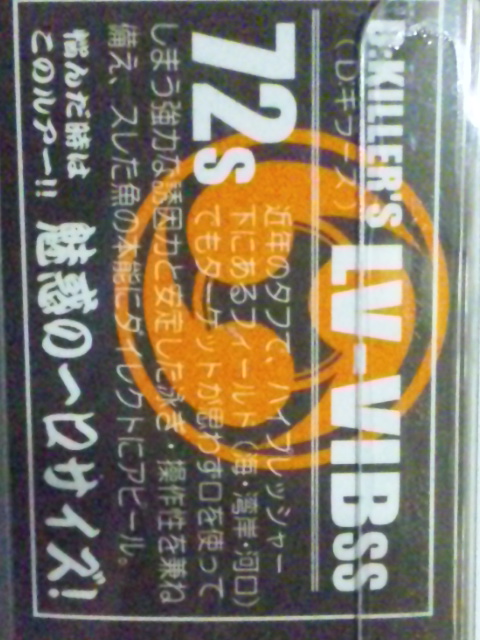 D.KILLER'S LV-VIBSS
(Dキラーズ)
72s
近年のタフで、ハイプレッシャー
下にあるフィールド(海・湾岸・河口)
でもターゲットが思わず口を使って
しまう強力な誘因力と安定した泳ぎ・操作性を兼ね
備え、スレた魚の本能にダイレクトにアピール。
悩んだ時は
このルアー!!
魅惑の一口サイズ!